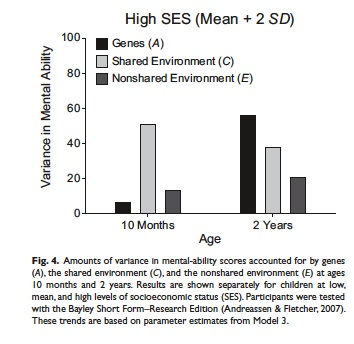 High SES (Mean + 2 SD)
100
80
60
40
20
0
Variance in Mental Ability
Genes (A)
Shared Environment (C)
Nonshared Environment (E)
10 Months
2 Years
Age
Fig. 4. Amounts of variance in mental-ability scores accounted for by genes
(A), the shared environment (C), and the nonshared environment (E) at ages
10 months and 2 years. Results are shown separately for children at low,
mean, and high levels of socioeconomic status (SES). Participants were tested
with the Bayley Short Form–Research Edition (Andreassen & Fletcher, 2007).
These trends are based on parameter estimates from Model 3.